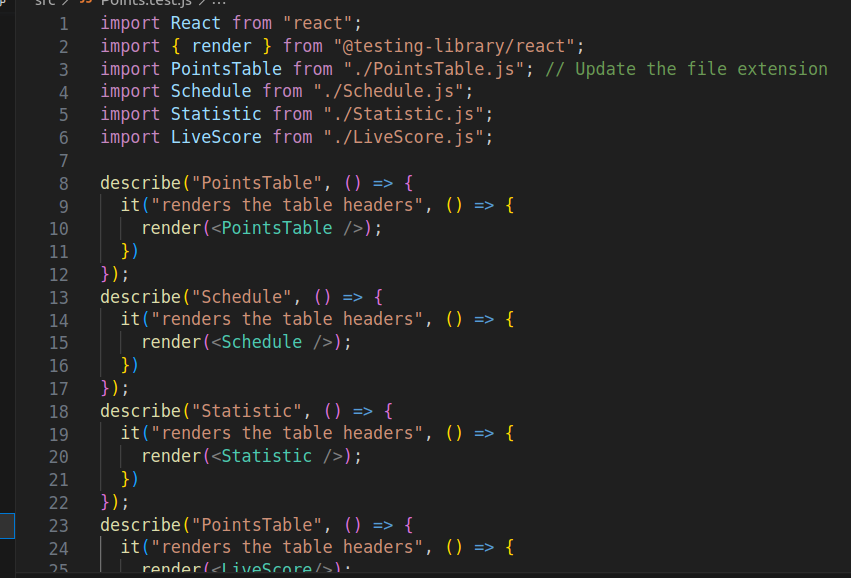 src > JS Points.test.js > ...
1 import React from "react";
2 import { render } from "@testing-library/react";
3 import PointsTable from "./PointsTable.js"; // Update the file extension
4 import Schedule from "./Schedule.js";
5 import Statistic from "./Statistic.js";
6 import LiveScore from "./LiveScore.js";
7
8 describe("PointsTable", () => {
9 it("renders the table headers", () => {
10 render(<PointsTable />);
11 })
12 });
13 describe("Schedule", () => {
14 it("renders the table headers", () => {
15 render(<Schedule />);
16 })
17 });
18 describe("Statistic", () => {
19 it("renders the table headers", () => {
20 render(<Statistic />);
21 })
22 });
23 describe("PointsTable", () => {
24 it("renders the table headers", () => {
25 render(<LiveScore/>);